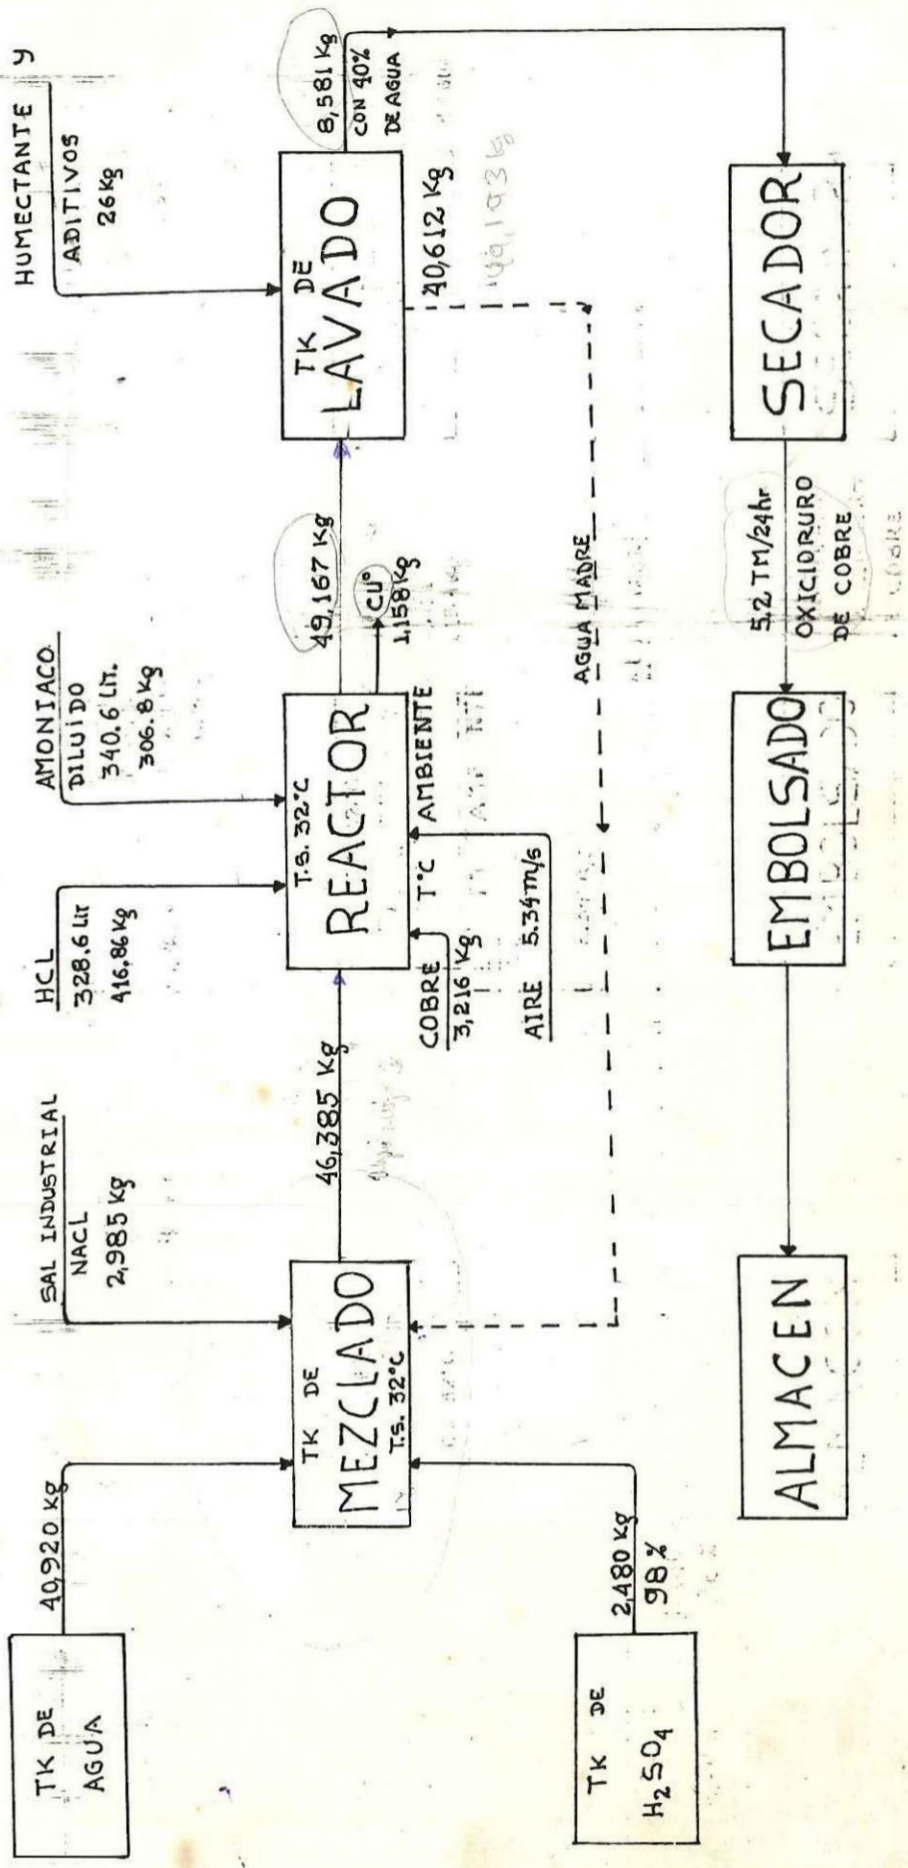 TK DE
AGUA
40,920 Kg
TK DE
H2SO4
2,480 Kg
98%
SAL INDUSTRIAL
NACL
2,985 Kg
TK DE
MEZCLADO
T.S. 32°C
46,385 Kg
HCL
328.6 LIT
416.86 Kg
AMONIACO
DILUIDO
340.6 LIT.
306.8 Kg
T.S. 32°C
REACTOR
T°C AMBIENTE
COBRE
3,216 Kg
AIRE 5.34 m/s
49,167 Kg
CU°
1,158 Kg
HUMECTANTE Y
ADITIVOS
26 Kg
TK DE
LAVADO
8,581 Kg
CON 40%
DE AGUA
40,612 Kg
49,193 Kg
AGUA MADRE
SECADOR
5.2 TM/24hr
OXICLORURO
DE COBRE
EMBOLSADO
ALMACEN